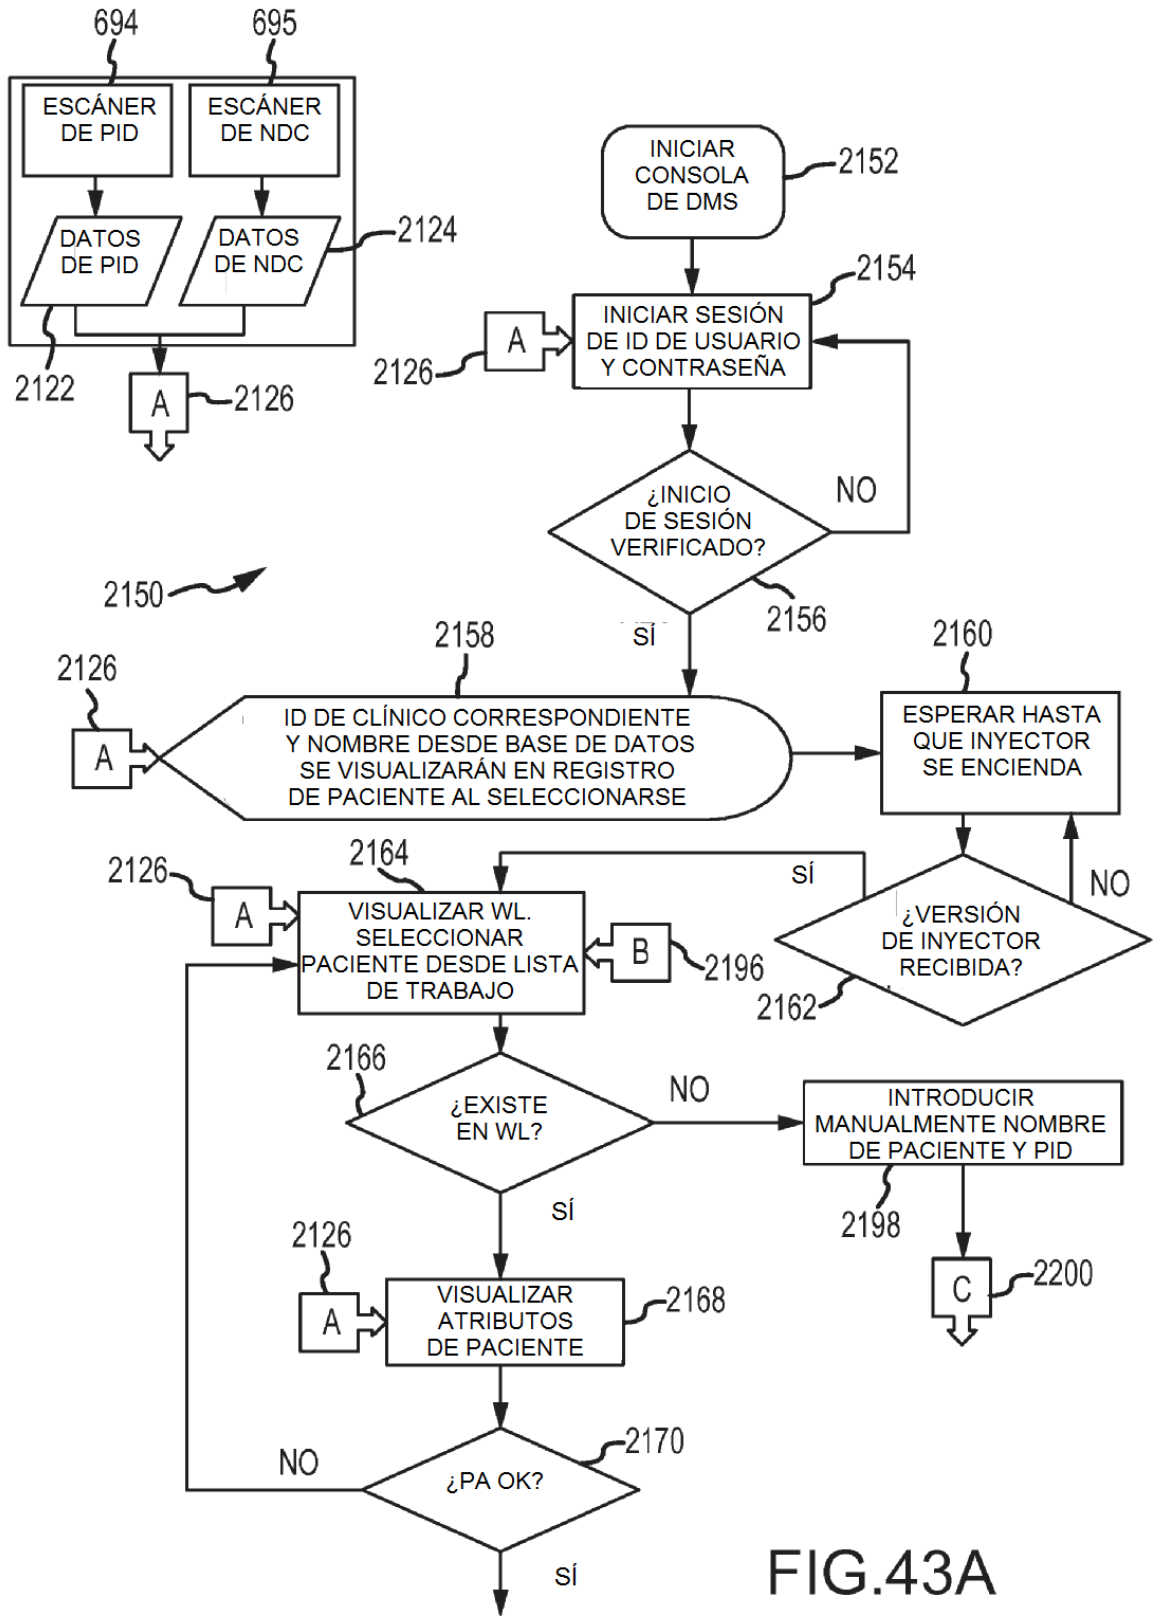 694
695
ESCÁNER
DE PID
ESCÁNER
DE NDC
DATOS
DE PID
DATOS
DE NDC
2124
2122
A
2126
INICIAR
CONSOLA
DE DMS
2152
2154
A
2126
INICIAR SESIÓN
DE ID DE USUARIO
Y CONTRASEÑA
¿INICIO
DE SESIÓN
VERIFICADO?
NO
2156
SÍ
2150
2158
2126
A
ID DE CLÍNICO CORRESPONDIENTE
Y NOMBRE DESDE BASE DE DATOS
SE VISUALIZARÁN EN REGISTRO
DE PACIENTE AL SELECCIONARSE
2160
ESPERAR HASTA
QUE INYECTOR
SE ENCIENDA
SÍ
NO
¿VERSIÓN
DE INYECTOR
RECIBIDA?
2162
2164
2126
A
VISUALIZAR WL.
SELECCIONAR
PACIENTE DESDE LISTA
DE TRABAJO
B
2196
2166
¿EXISTE
EN WL?
NO
INTRODUCIR
MANUALMENTE NOMBRE
DE PACIENTE Y PID
2198
C
2200
SÍ
2126
A
VISUALIZAR
ATRIBUTOS
DE PACIENTE
2168
2170
¿PA OK?
NO
SÍ
FIG.43A